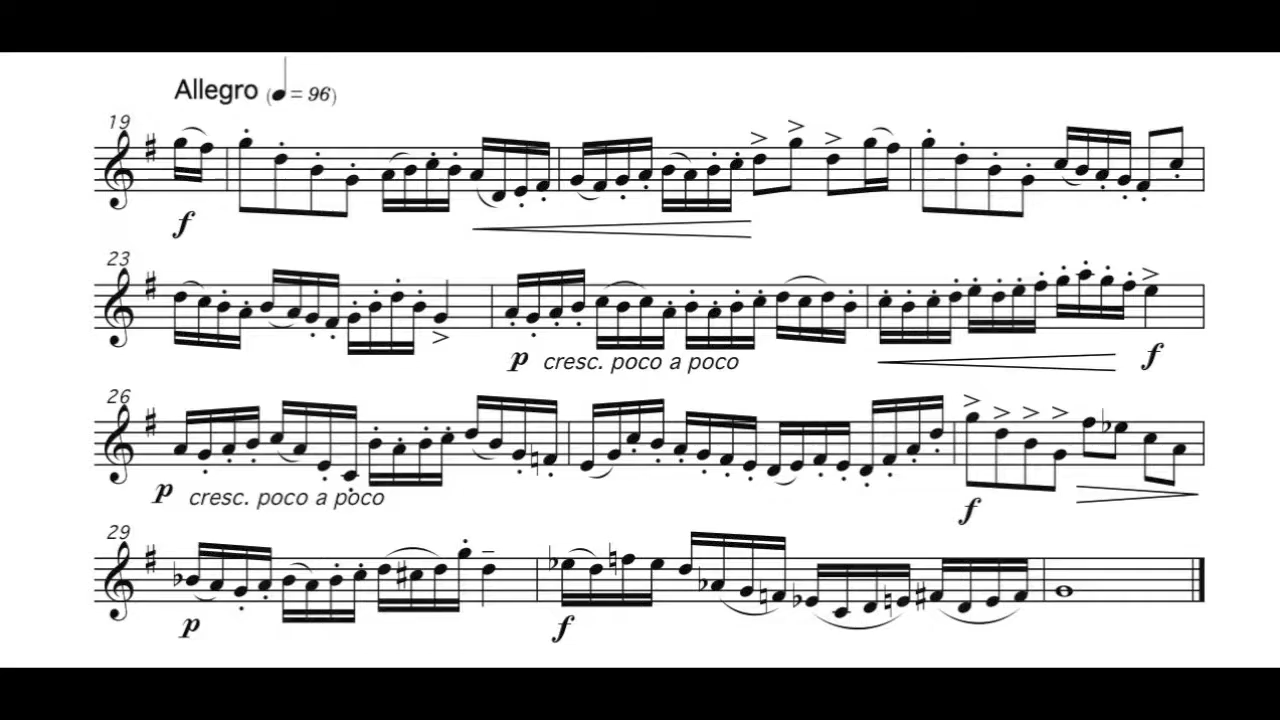 Allegro (♩ = 96)
19
f
23
p cresc. poco a poco f
26
p cresc. poco a poco f
29
p f